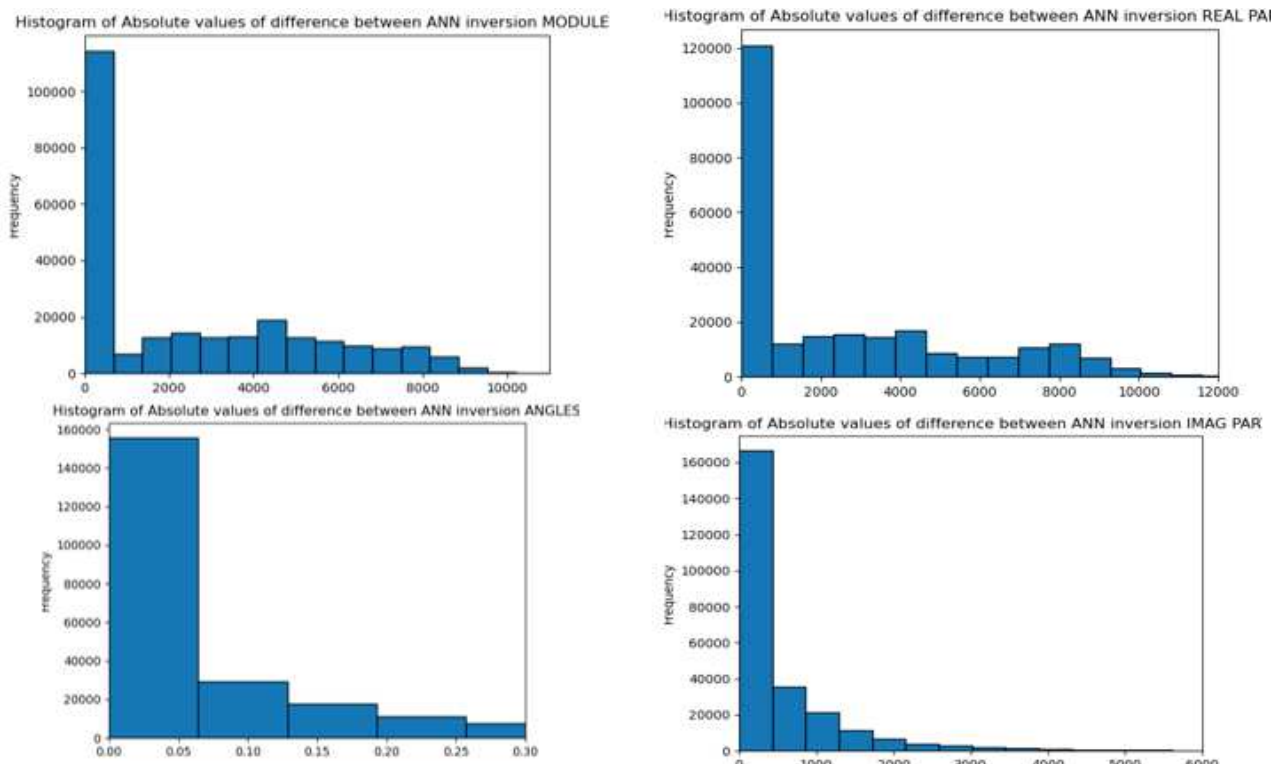 Histogram of Absolute values of difference between ANN inversion MODULE
100000
80000
60000
40000
20000
0
Frequency
0 2000 4000 6000 8000 10000
Histogram of Absolute values of difference between ANN inversion REAL PAR
120000
100000
80000
60000
40000
20000
0
Frequency
0 2000 4000 6000 8000 10000 12000
Histogram of Absolute values of difference between ANN inversion ANGLES
160000
140000
120000
100000
80000
60000
40000
20000
0
Frequency
0.00 0.05 0.10 0.15 0.20 0.25 0.30
Histogram of Absolute values of difference between ANN inversion IMAG PAR
160000
140000
120000
100000
80000
60000
40000
20000
0
Frequency
0 1000 2000 3000 4000 5000 6000